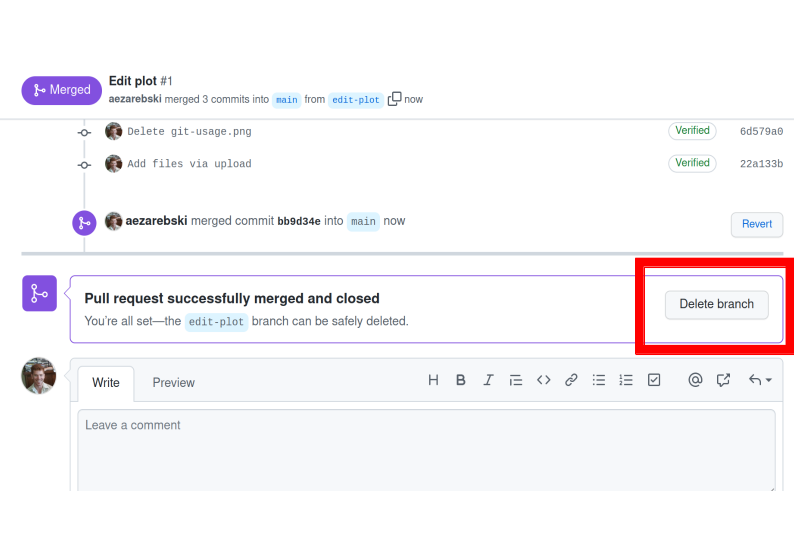 Merged
Edit plot #1
aezarebski merged 3 commits into main from edit-plot now
Delete git-usage.png Verified 6d579a0
Add files via upload Verified 22a133b
aezarebski merged commit bb9d34e into main now Revert
Pull request successfully merged and closed
You're all set—the edit-plot branch can be safely deleted.
Delete branch
Write Preview
Leave a comment